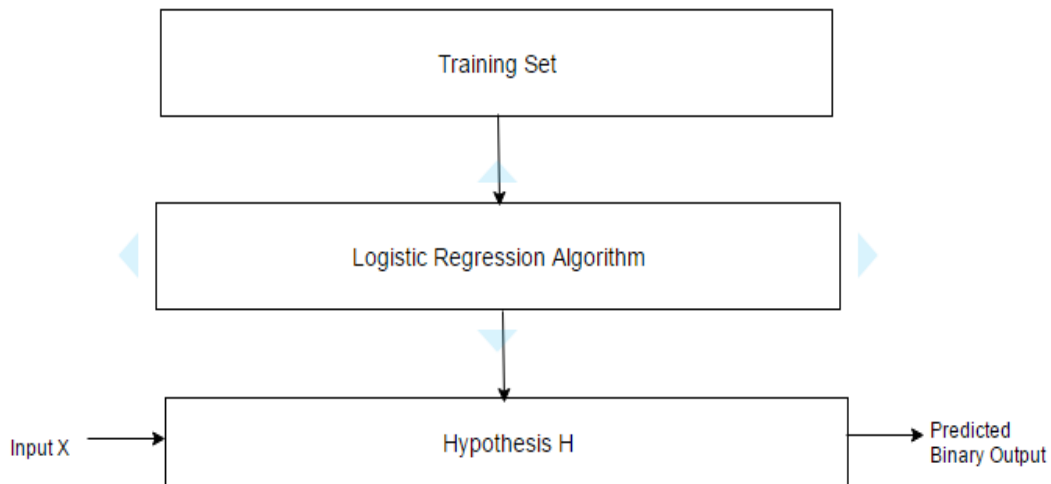 Training Set
Logistic Regression Algorithm
Input X
Hypothesis H
Predicted
Binary Output